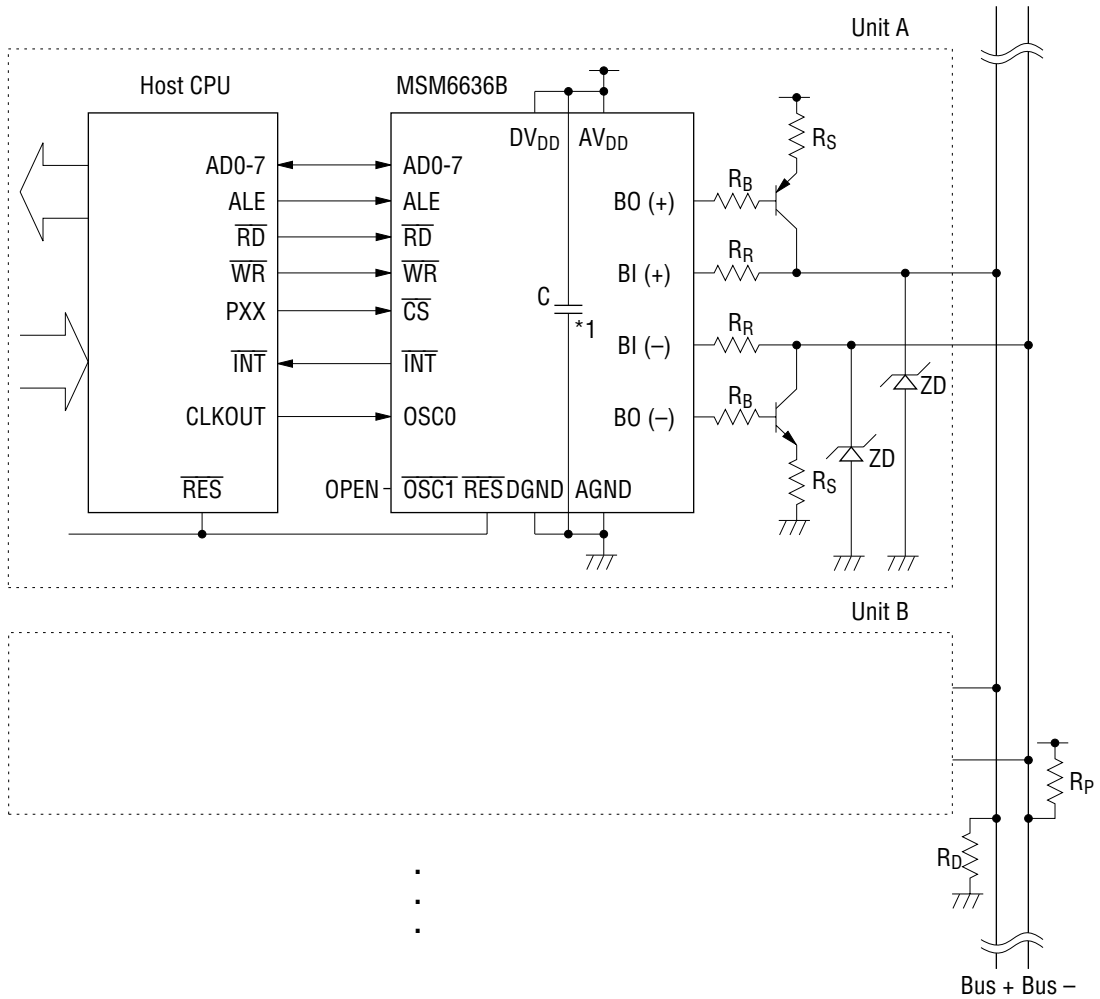 Unit A
Host CPU
MSM6636B
DVDD AVDD
RS
AD0-7
AD0-7
ALE
ALE
RD
RD
WR
WR
PXX
CS
INT
INT
CLKOUT
OSC0
RES
OPEN
OSC1 RES DGND AGND
C
*1
BO (+)
RB
BI (+)
RR
BI (–)
RR
BO (–)
RB
ZD
ZD
RS
Unit B
RP
RD
Bus + Bus –